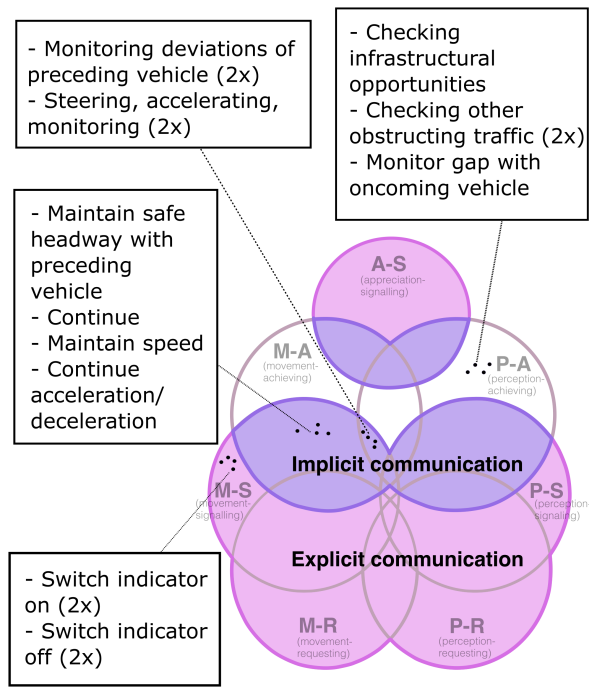 - Monitoring deviations of
preceding vehicle (2x)
- Steering, accelerating,
monitoring (2x)
- Checking
infrastructural
opportunities
- Checking other
obstructing traffic (2x)
- Monitor gap with
oncoming vehicle
- Maintain safe
headway with
preceding
vehicle
- Continue
- Maintain speed
- Continue
acceleration/
deceleration
A-S
(appreciation-
signalling)
M-A
(movement-
achieving)
P-A
(perception-
achieving)
Implicit communication
M-S
(movement-
signalling)
P-S
(perception-
signaling)
Explicit communication
- Switch indicator
on (2x)
- Switch indicator
off (2x)
M-R
(movement-
requesting)
P-R
(perception-
requesting)